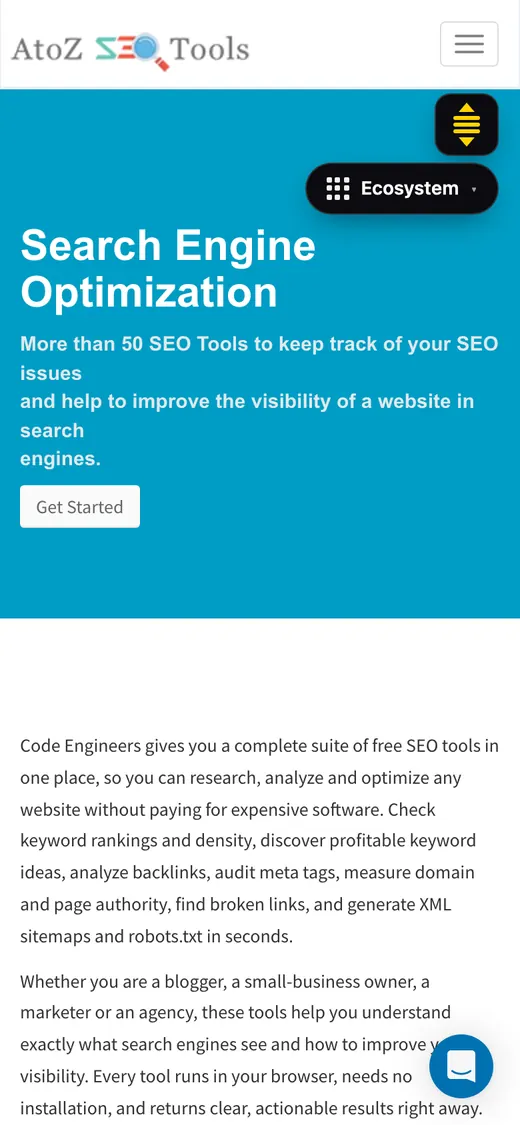 AtoZ SEO Tools
Ecosystem
Search Engine
Optimization
More than 50 SEO Tools to keep track of your SEO
issues
and help to improve the visibility of a website in
search
engines.
Get Started
Code Engineers gives you a complete suite of free SEO tools in
one place, so you can research, analyze and optimize any
website without paying for expensive software. Check
keyword rankings and density, discover profitable keyword
ideas, analyze backlinks, audit meta tags, measure domain
and page authority, find broken links, and generate XML
sitemaps and robots.txt in seconds.
Whether you are a blogger, a small-business owner, a
marketer or an agency, these tools help you understand
exactly what search engines see and how to improve
visibility. Every tool runs in your browser, needs no
installation, and returns clear, actionable results right away.